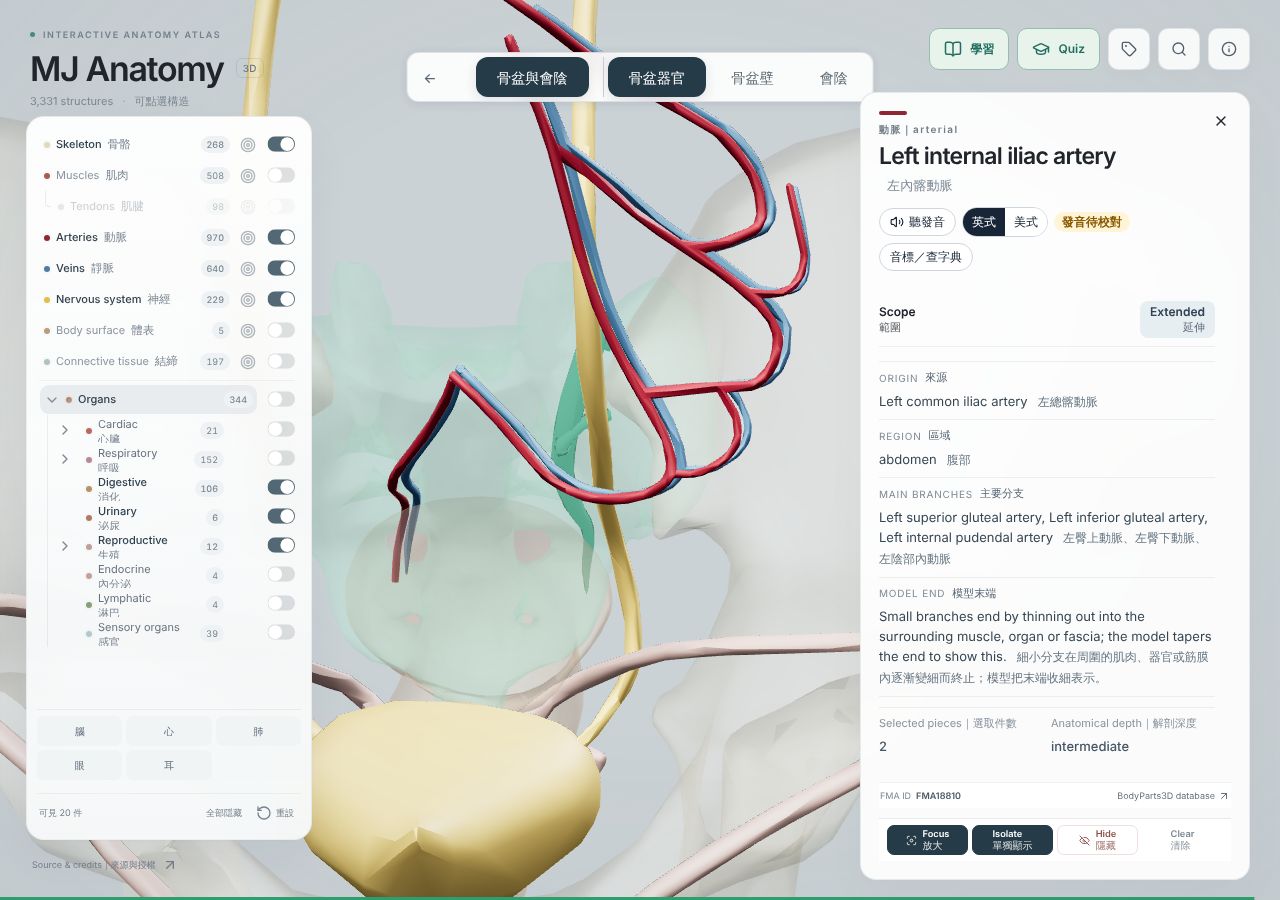 INTERACTIVE ANATOMY ATLAS
MJ Anatomy 3D
3,331 structures · 可點選構造
Skeleton 骨骼 268
Muscles 肌肉 508
Tendons 肌腱 98
Arteries 動脈 970
Veins 靜脈 640
Nervous system 神經 229
Body surface 體表 5
Connective tissue 結締 197
Organs 344
Cardiac 21
心臟
Respiratory 152
呼吸
Digestive 106
消化
Urinary 6
泌尿
Reproductive 12
生殖
Endocrine 4
內分泌
Lymphatic 4
淋巴
Sensory organs 39
感官
腦 心 肺
眼 耳
可見 20 件 全部隱藏 重設
Source & credits | 來源與授權
← 骨盆與會陰 骨盆器官 骨盆壁 會陰
學習 Quiz
動脈 | arterial
Left internal iliac artery
左內髂動脈
聽發音 英式 美式 發音待校對
音標／查字典
Scope Extended
範圍 延伸
ORIGIN 來源
Left common iliac artery 左總髂動脈
REGION 區域
abdomen 腹部
MAIN BRANCHES 主要分支
Left superior gluteal artery, Left inferior gluteal artery,
Left internal pudendal artery 左臀上動脈、左臀下動脈、
左陰部內動脈
MODEL END 模型末端
Small branches end by thinning out into the
surrounding muscle, organ or fascia; the model tapers
the end to show this. 細小分支在周圍的肌肉、器官或筋膜
內逐漸變細而終止；模型把末端收細表示。
Selected pieces｜選取件數 Anatomical depth｜解剖深度
2 intermediate
FMA ID FMA18810 BodyParts3D database
Focus Isolate Hide Clear
放大 單獨顯示 隱藏 清除